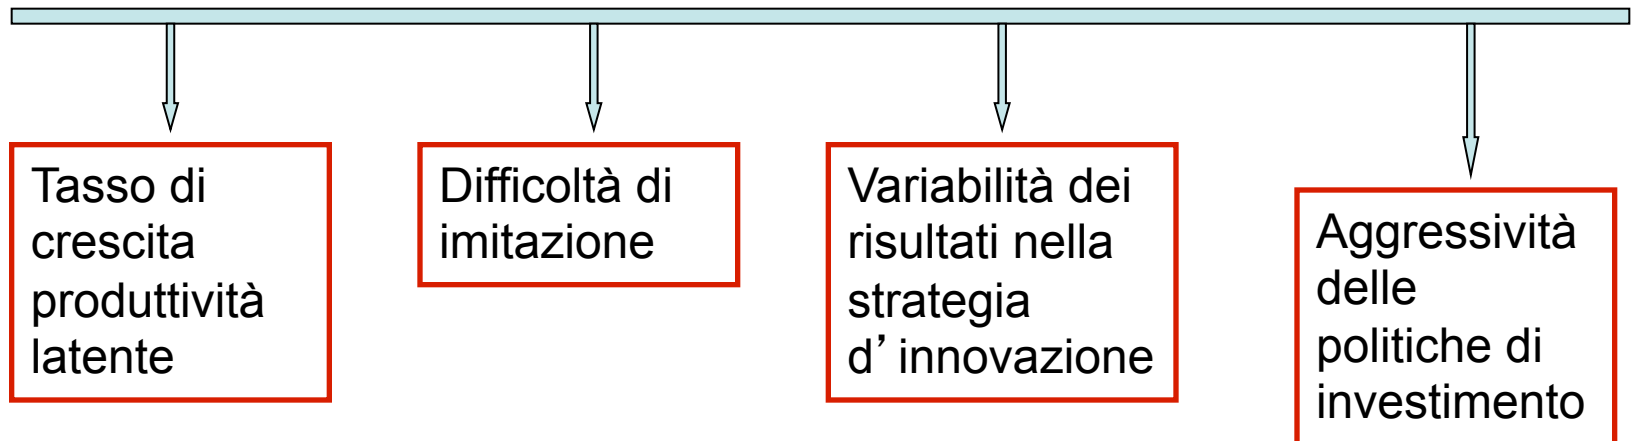 Tasso di
crescita
produttività
latente
Difficoltà di
imitazione
Variabilità dei
risultati nella
strategia
d’ innovazione
Aggressività
delle
politiche di
investimento